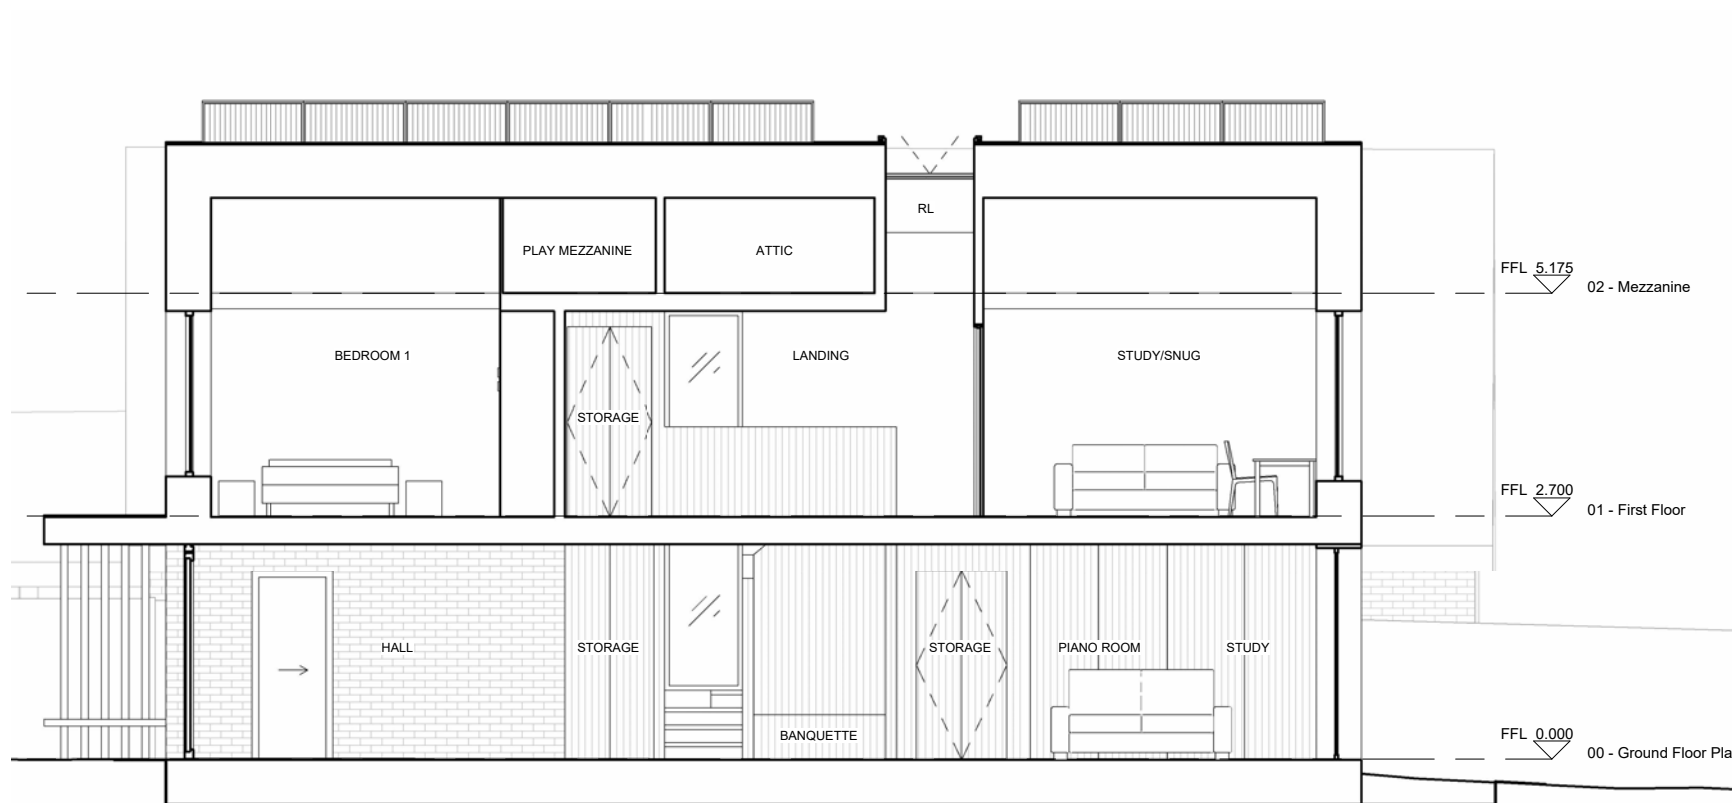 RL
PLAY MEZZANINE
ATTIC
FFL 5.175
02 - Mezzanine
BEDROOM 1
LANDING
STUDY/SNUG
STORAGE
FFL 2.700
01 - First Floor
HALL
STORAGE
STORAGE
PIANO ROOM
STUDY
BANQUETTE
FFL 0.000
00 - Ground Floor Pla